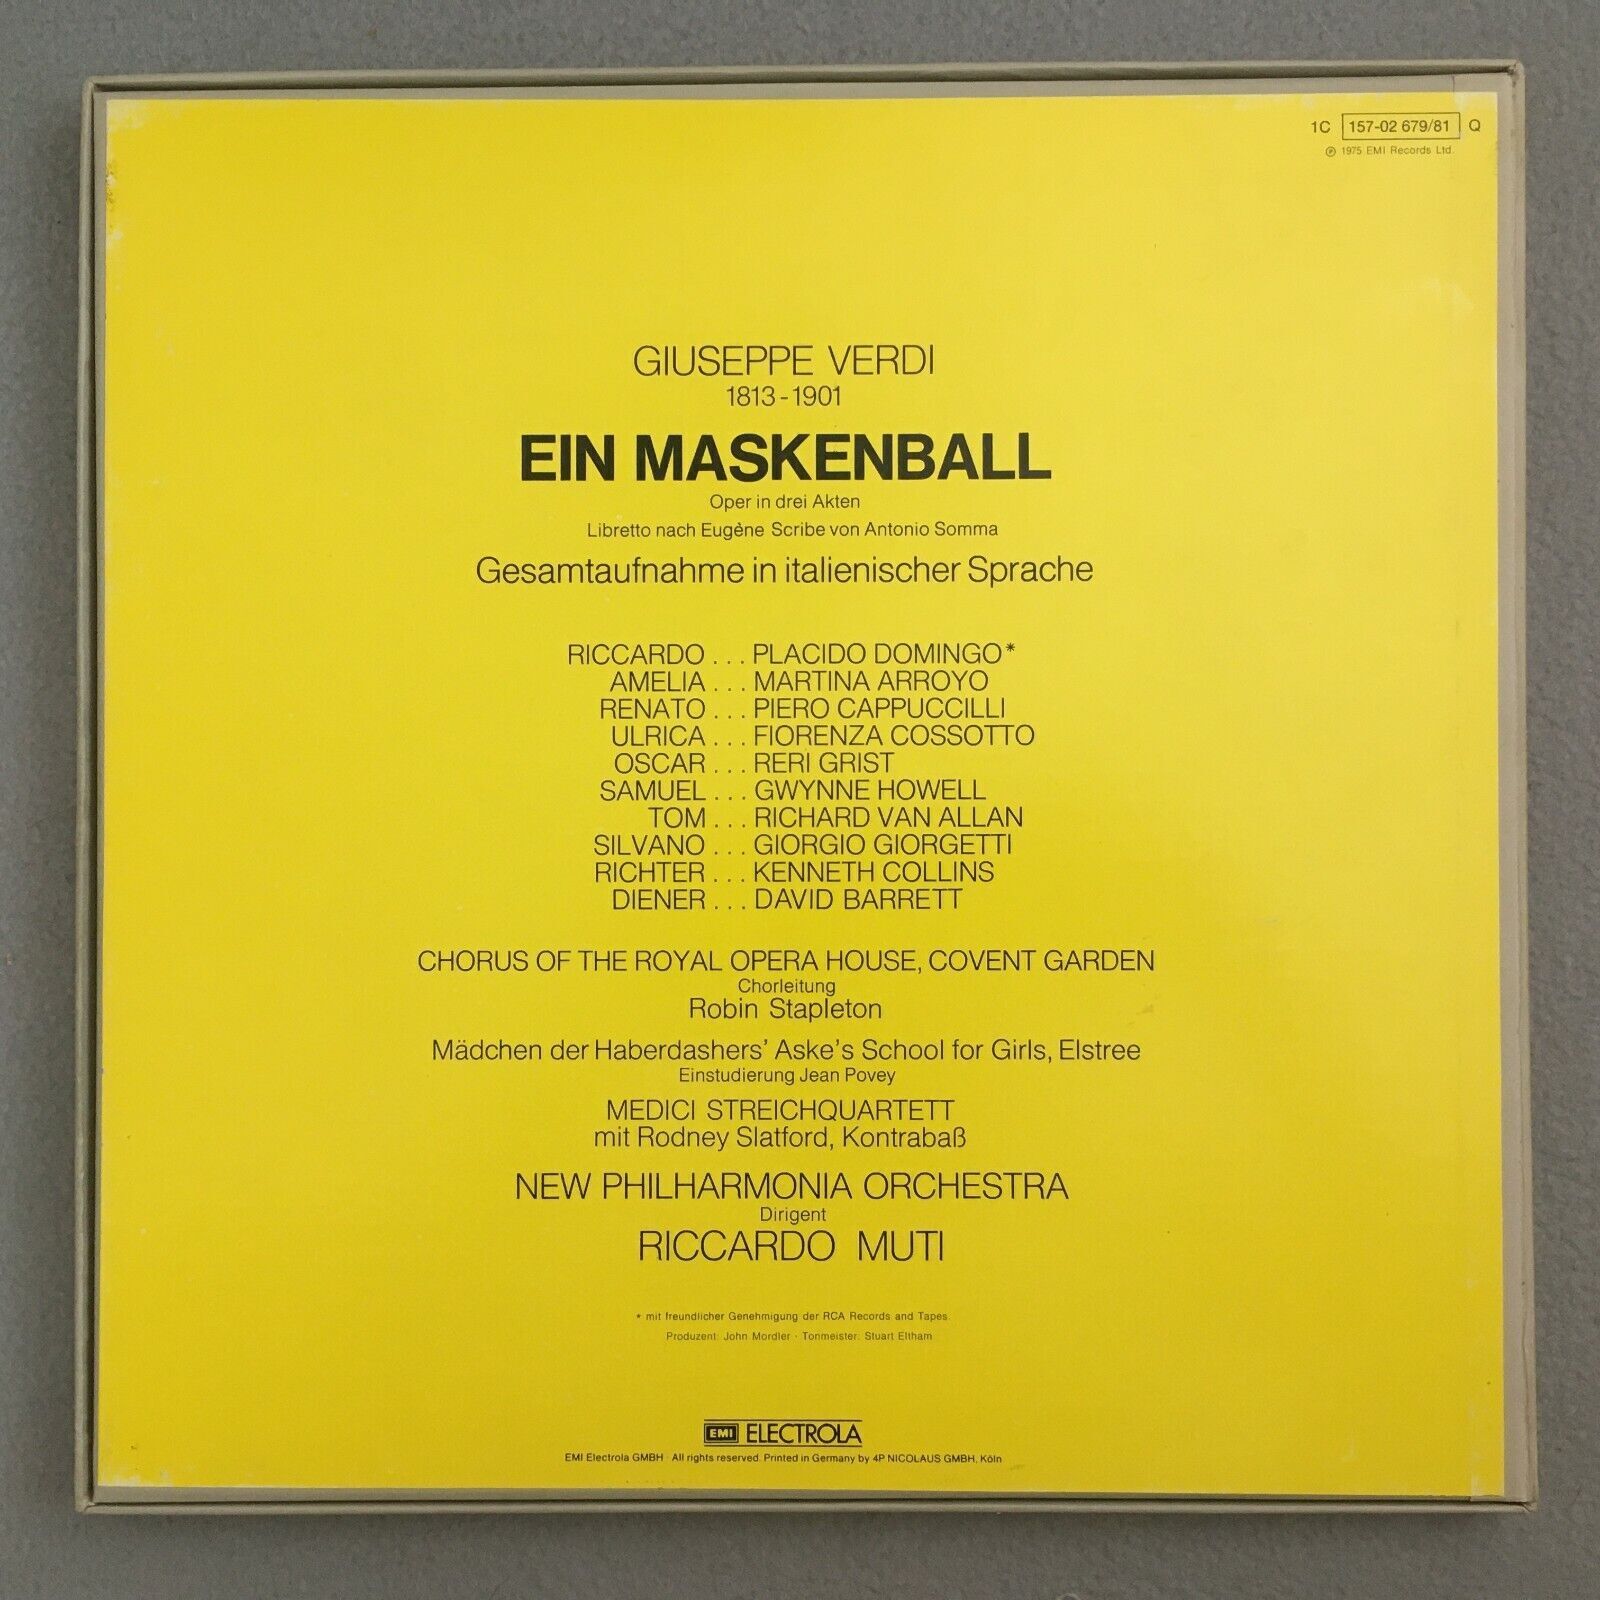 1C 157-02 679/81 Q
℗ 1975 EMI Records Ltd.
GIUSEPPE VERDI
1813-1901
EIN MASKENBALL
Oper in drei Akten
Libretto nach Eugène Scribe von Antonio Somma
Gesamtaufnahme in italienischer Sprache
RICCARDO ... PLACIDO DOMINGO*
AMELIA ... MARTINA ARROYO
RENATO ... PIERO CAPPUCCILLI
ULRICA ... FIORENZA COSSOTTO
OSCAR ... RERI GRIST
SAMUEL ... GWYNNE HOWELL
TOM ... RICHARD VAN ALLAN
SILVANO ... GIORGIO GIORGETTI
RICHTER ... KENNETH COLLINS
DIENER ... DAVID BARRETT
CHORUS OF THE ROYAL OPERA HOUSE, COVENT GARDEN
Chorleitung
Robin Stapleton
Mädchen der Haberdashers' Aske's School for Girls, Elstree
Einstudierung Jean Povey
MEDICI STREICHQUARTETT
mit Rodney Slatford, Kontrabaß
NEW PHILHARMONIA ORCHESTRA
Dirigent
RICCARDO MUTI
* mit freundlicher Genehmigung der RCA Records and Tapes.
Produzent: John Mordler · Tonmeister: Stuart Eltham
EMI ELECTROLA
EMI Electrola GMBH · All rights reserved. Printed in Germany by 4P NICOLAUS GMBH, Köln